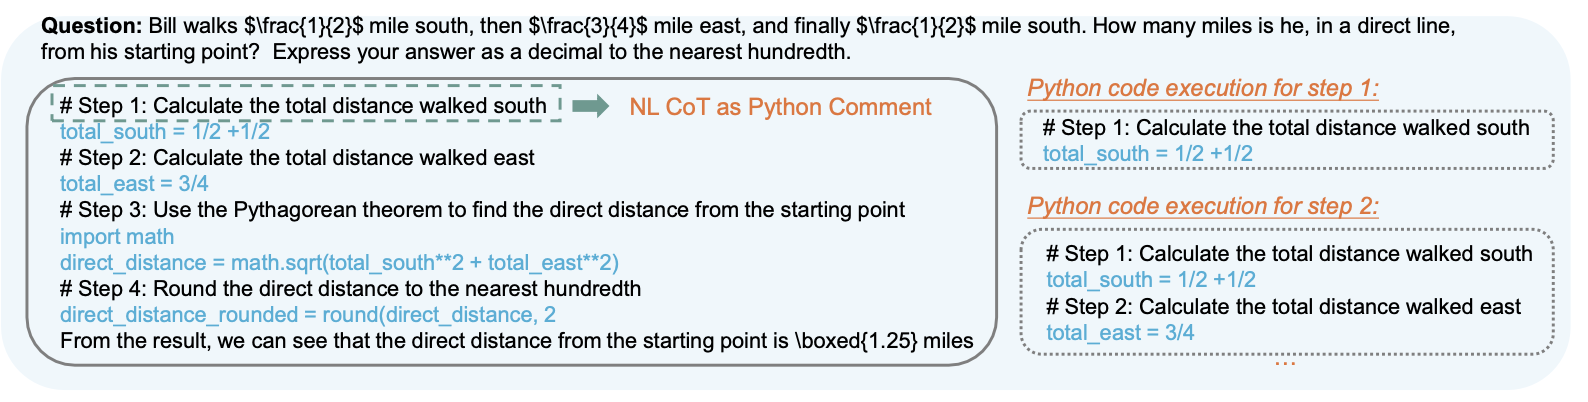 Question: Bill walks $\frac{1}{2}$ mile south, then $\frac{3}{4}$ mile east, and finally $\frac{1}{2}$ mile south. How many miles is he, in a direct line,
from his starting point?  Express your answer as a decimal to the nearest hundredth.
# Step 1: Calculate the total distance walked south
NL CoT as Python Comment
total_south = 1/2 +1/2
# Step 2: Calculate the total distance walked east
total_east = 3/4
# Step 3: Use the Pythagorean theorem to find the direct distance from the starting point
import math
direct_distance = math.sqrt(total_south**2 + total_east**2)
# Step 4: Round the direct distance to the nearest hundredth
direct_distance_rounded = round(direct_distance, 2
From the result, we can see that the direct distance from the starting point is \boxed{1.25} miles
Python code execution for step 1:
# Step 1: Calculate the total distance walked south
total_south = 1/2 +1/2
Python code execution for step 2:
# Step 1: Calculate the total distance walked south
total_south = 1/2 +1/2
# Step 2: Calculate the total distance walked east
total_east = 3/4
...